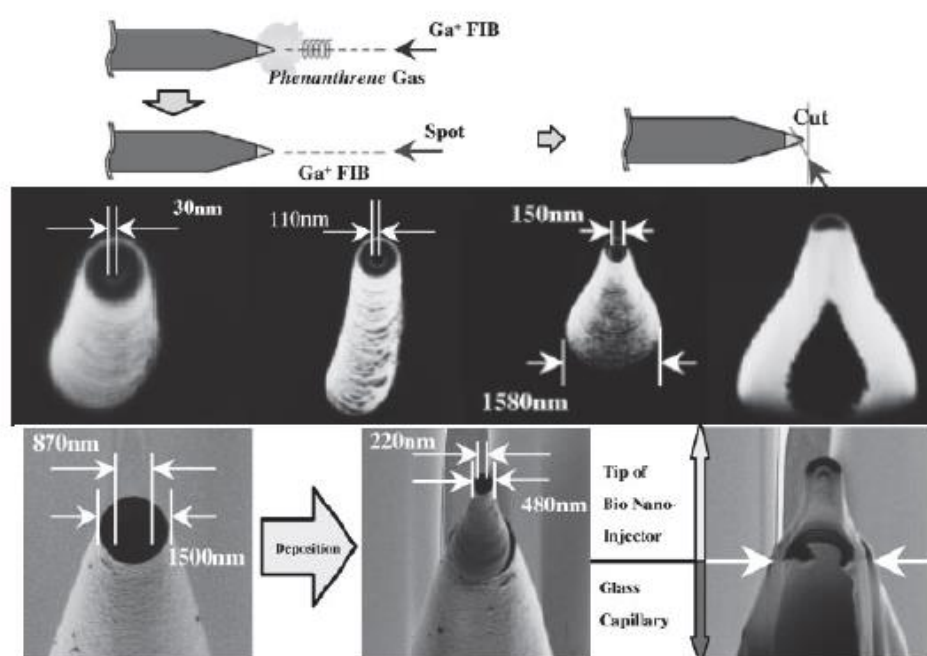 Ga⁺ FIB
Phenanthrene Gas
Spot
Ga⁺ FIB
Cut
30nm
110nm
150nm
1580nm
870nm
1500nm
Deposition
220nm
480nm
Tip of
Bio Nano-
Injector
Glass
Capillary